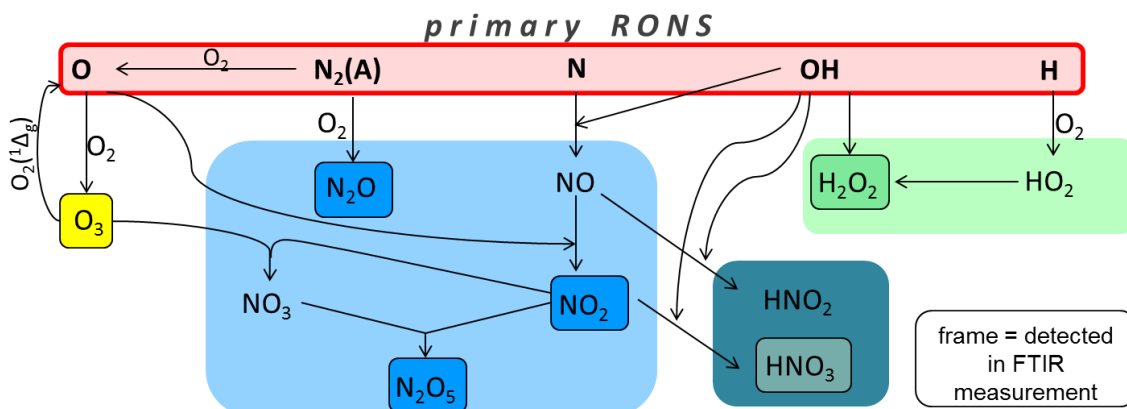 primary RONS
O O₂ N₂(A) N OH H
O₂(¹Δg) O₂ O₂ O₂
N₂O NO H₂O₂ HO₂
O₃
NO₃ NO₂ HNO₂
HNO₃
N₂O₅
frame = detected
in FTIR
measurement